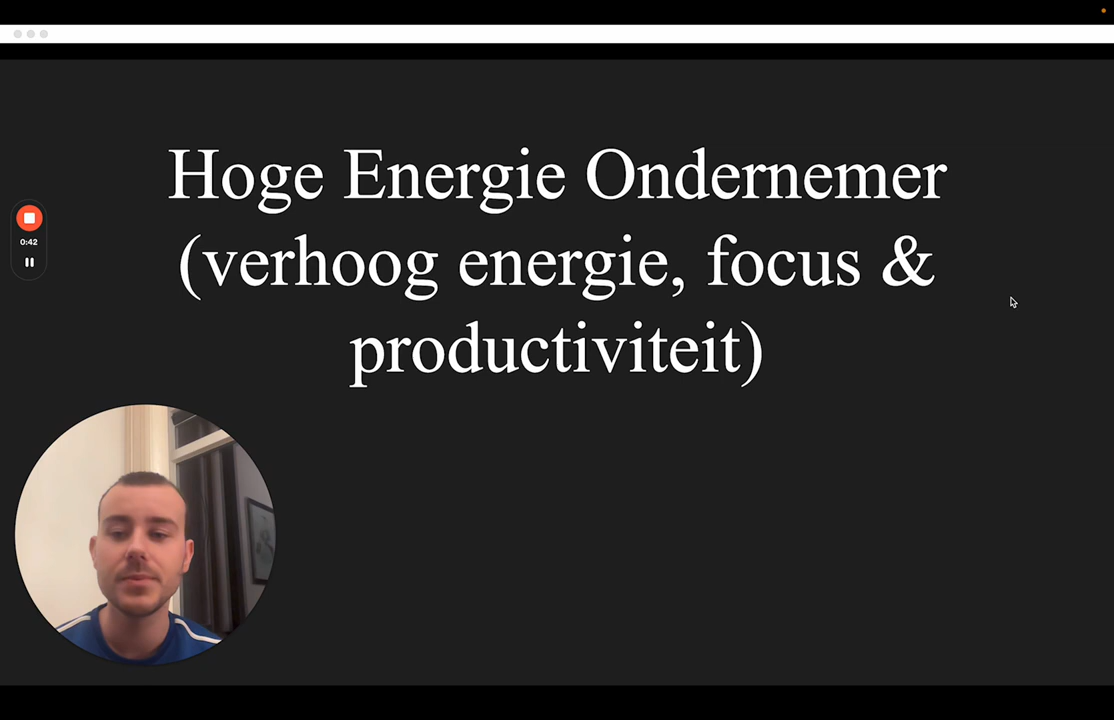 Hoge Energie Ondernemer
(verhoog energie, focus &
productiviteit)
0:42